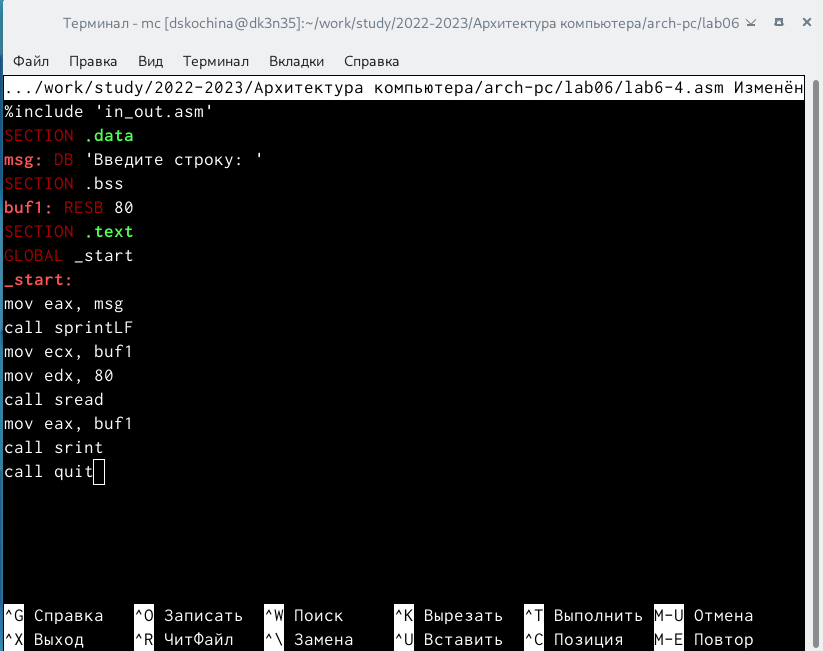 Терминал - mc [dskochina@dk3n35]:~/work/study/2022-2023/Архитектура компьютера/arch-pc/lab06
Файл Правка Вид Терминал Вкладки Справка
.../work/study/2022-2023/Архитектура компьютера/arch-pc/lab06/lab6-4.asm Изменён
%include 'in_out.asm'
SECTION .data
msg: DB 'Введите строку: '
SECTION .bss
buf1: RESB 80
SECTION .text
GLOBAL _start
_start:
mov eax, msg
call sprintLF
mov ecx, buf1
mov edx, 80
call sread
mov eax, buf1
call srint
call quit
^G Справка ^O Записать ^W Поиск ^K Вырезать ^T Выполнить M-U Отмена
^X Выход ^R ЧитФайл ^\ Замена ^U Вставить ^C Позиция M-E Повтор